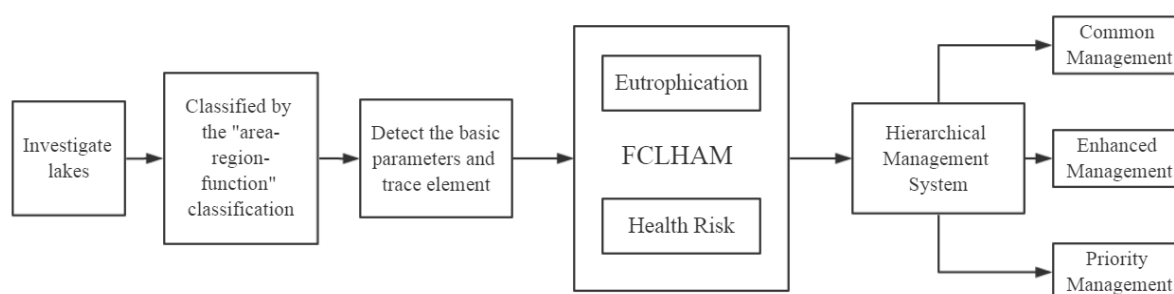 Investigate
lakes
Classified by
the "area-
region-
function"
classification
Detect the basic
parameters and
trace element
Eutrophication
FCLHAM
Health Risk
Hierarchical
Management
System
Common
Management
Enhanced
Management
Priority
Management